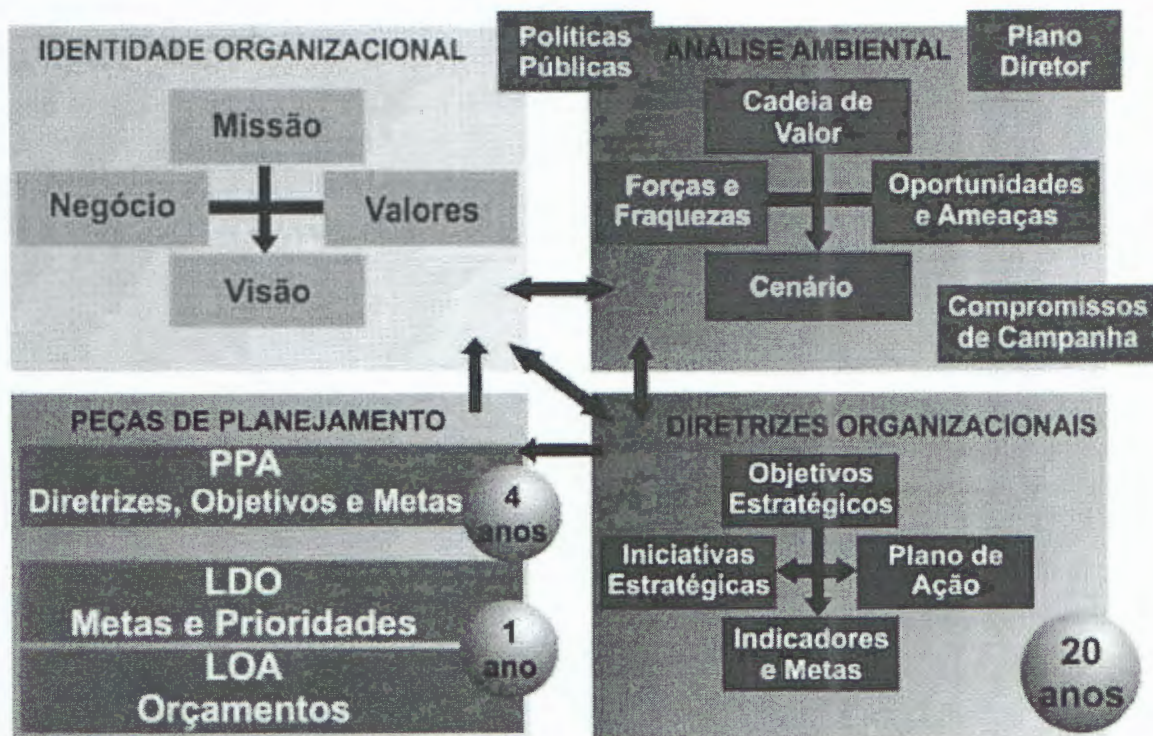 IDENTIDADE ORGANIZACIONAL
Missão
Negócio
Valores
Visão
Políticas
Públicas
ANÁLISE AMBIENTAL
Plano
Diretor
Cadeia de
Valor
Forças e
Fraquezas
Oportunidades
e Ameaças
Cenário
Compromissos
de Campanha
PEÇAS DE PLANEJAMENTO
PPA
Diretrizes, Objetivos e Metas
4
anos
LDO
Metas e Prioridades
1
ano
LOA
Orçamentos
DIRETRIZES ORGANIZACIONAIS
Objetivos
Estratégicos
Iniciativas
Estratégicas
Plano de
Ação
Indicadores
e Metas
20
anos